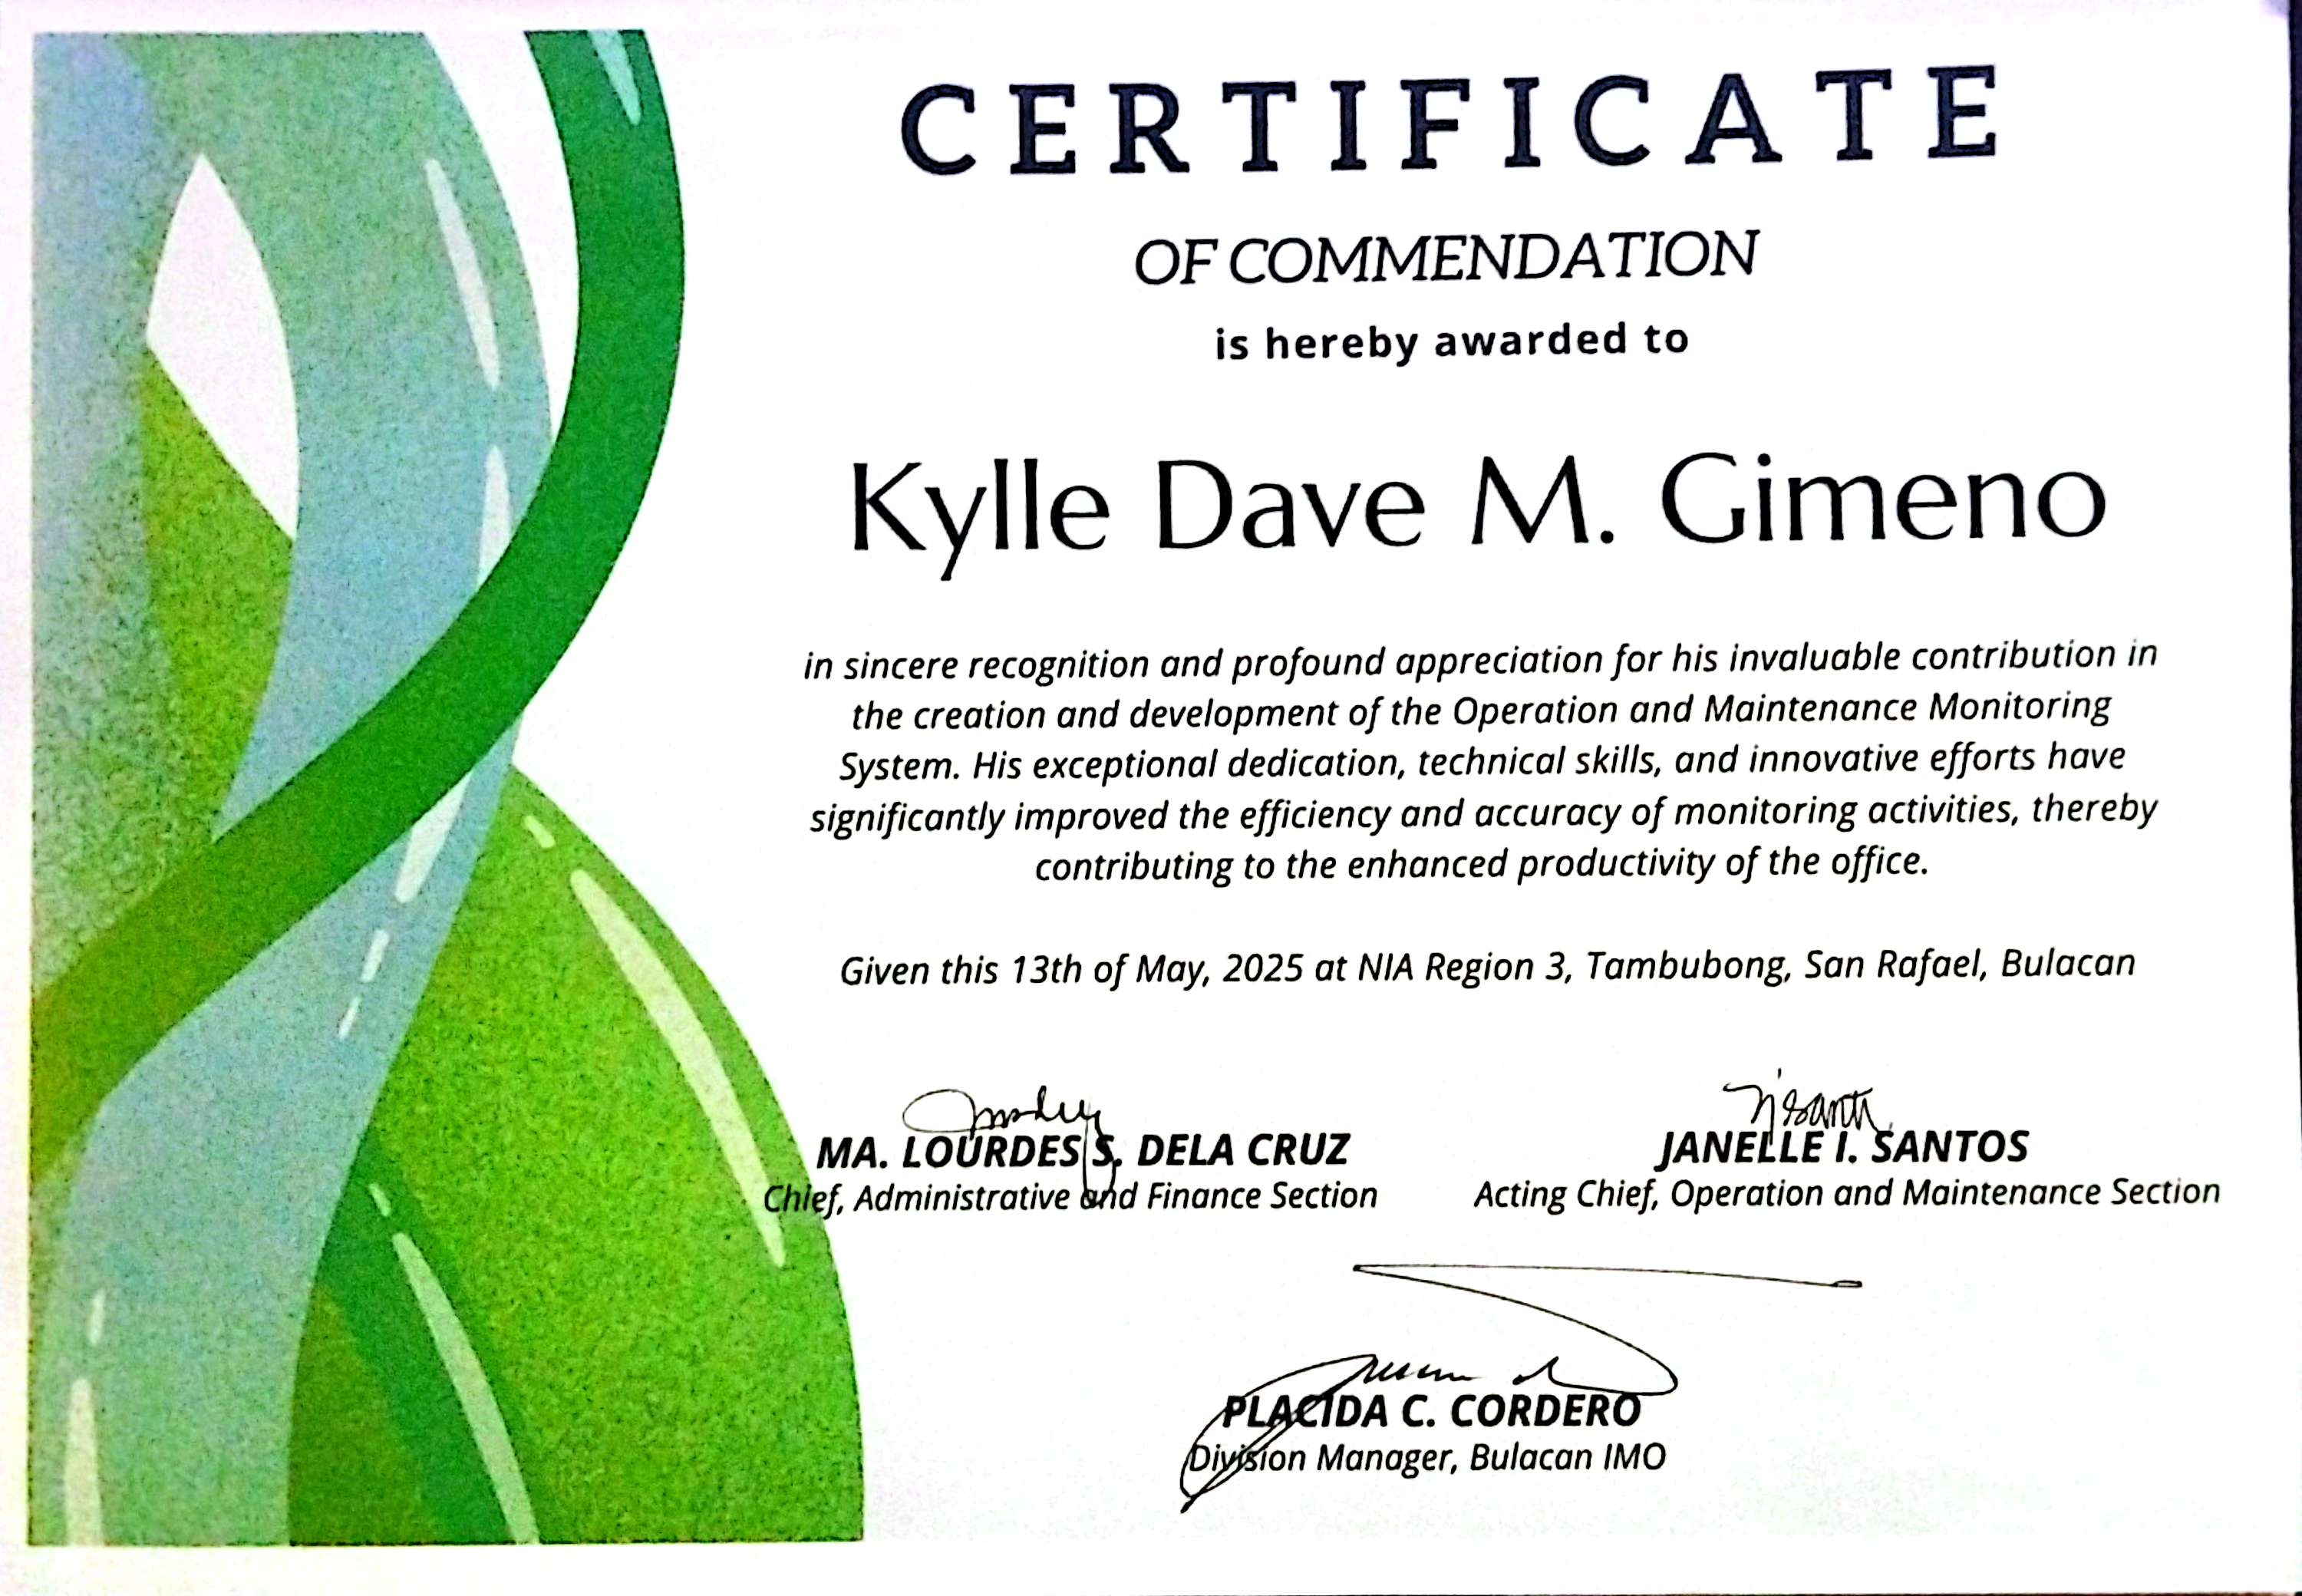 CERTIFICATE
OF COMMENDATION
is hereby awarded to
Kylle Dave M. Gimeno
in sincere recognition and profound appreciation for his invaluable contribution in
the creation and development of the Operation and Maintenance Monitoring
System. His exceptional dedication, technical skills, and innovative efforts have
significantly improved the efficiency and accuracy of monitoring activities, thereby
contributing to the enhanced productivity of the office.
Given this 13th of May, 2025 at NIA Region 3, Tambubong, San Rafael, Bulacan
MA. LOURDES S. DELA CRUZ
Chief, Administrative and Finance Section
JANELLE I. SANTOS
Acting Chief, Operation and Maintenance Section
PLACIDA C. CORDERO
Division Manager, Bulacan IMO